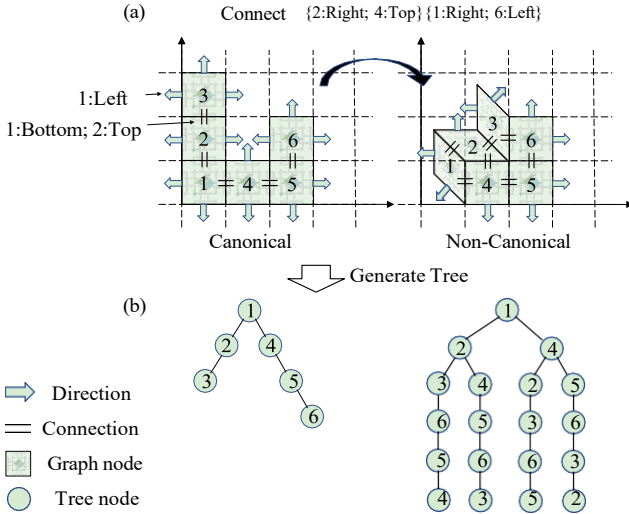 (a) Connect {2:Right; 4:Top}{1:Right; 6:Left}
1:Left
1:Bottom; 2:Top
3
2 6
1 4 5
3
2 6
1 4 5
Canonical Non-Canonical
Generate Tree
(b)
1
2 4
3 5
6
1
2 4
3 4 2 5
6 5 3 6
5 6 6 3
4 3 5 2
Direction
Connection
Graph node
Tree node